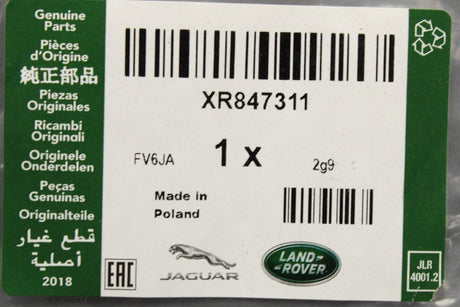 Genuine
Parts
Pièces
d'Origine
純正部品
Piezas
Originales
Ricambi
Originali
Originele
Onderdelen
Peças
Genuínas
Originalteile
قطع غيار
أصلية
2018
XR847311
FV6JA
1 x
2g9
Made in
Poland
EAC
JAGUAR
LAND-
ROVER
JLR
4001.2